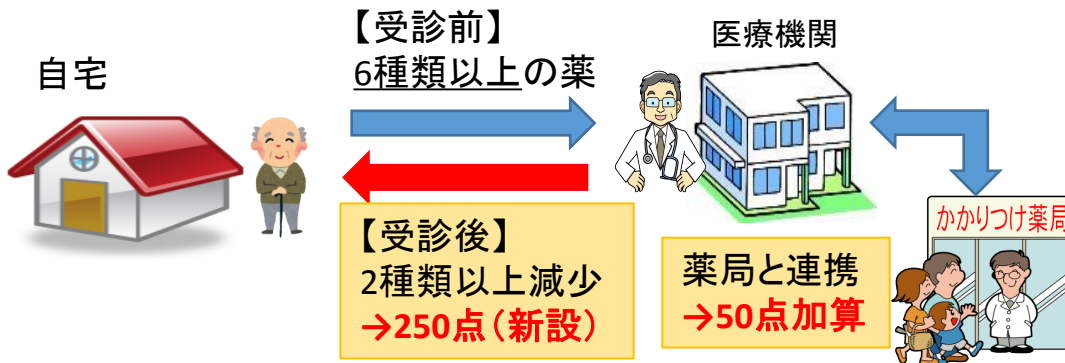 自宅
【受診前】
6種類以上の薬
医療機関
かかりつけ薬局
【受診後】
2種類以上減少
→250点（新設）
薬局と連携
→50点加算